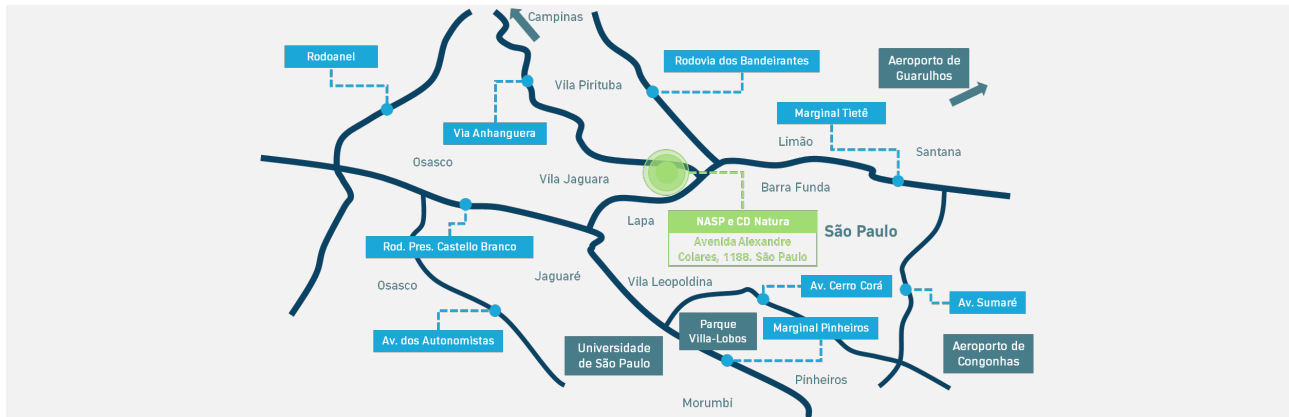 Campinas
Rodoanel
Rodovia dos Bandeirantes
Aeroporto de
Guarulhos
Vila Pirituba
Marginal Tietê
Via Anhanguera
Limão
Santana
Osasco
Vila Jaguara
Barra Funda
Lapa
NASP e CD Natura
Avenida Alexandre
Colares, 1188. São Paulo
São Paulo
Rod. Pres. Castello Branco
Jaguaré
Vila Leopoldina
Osasco
Av. Cerro Corá
Av. Sumaré
Parque
Villa-Lobos
Marginal Pinheiros
Av. dos Autonomistas
Universidade
de São Paulo
Aeroporto de
Congonhas
Pinheiros
Morumbi